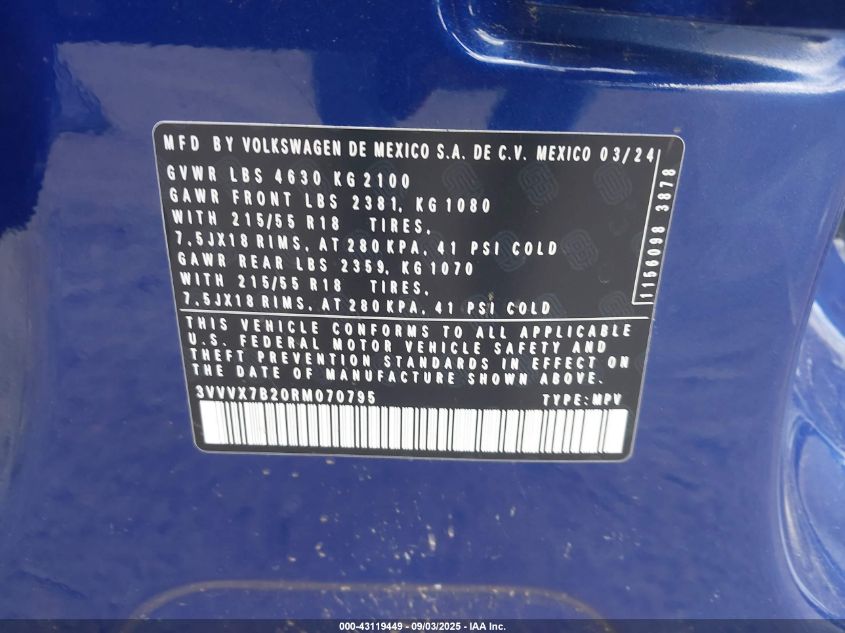 MFD BY VOLKSWAGEN DE MEXICO S.A. DE C.V. MEXICO 03/24
GVWR LBS 4630 KG 2100
GAWR FRONT LBS 2381, KG 1080
WITH 215/55 R18 TIRES,
7.5JX18 RIMS, AT 280 KPA, 41 PSI COLD
GAWR REAR LBS 2359, KG 1070
WITH 215/55 R18 TIRES,
7.5JX18 RIMS, AT 280 KPA, 41 PSI COLD
1156098 3878
THIS VEHICLE CONFORMS TO ALL APPLICABLE
U.S. FEDERAL MOTOR VEHICLE SAFETY AND
THEFT PREVENTION STANDARDS IN EFFECT ON
THE DATE OF MANUFACTURE SHOWN ABOVE.
3VVVX7B20RM070795 TYPE: MPV
000-43119449 - 09/03/2025 - IAA Inc.